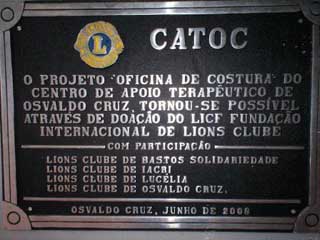 L
CATOC
O PROJETO "OFICINA DE COSTURA" DO
CENTRO DE APOIO TERAPÊUTICO DE
OSVALDO CRUZ, TORNOU-SE POSSÍVEL
ATRAVÉS DE DOAÇÃO DO LICF FUNDAÇÃO
INTERNACIONAL DE LIONS CLUBE
COM PARTICIPAÇÃO
LIONS CLUBE DE BASTOS SOLIDARIEDADE
LIONS CLUBE DE IACRI
LIONS CLUBE DE LUCÉLIA
LIONS CLUBE DE OSVALDO CRUZ.
OSVALDO CRUZ, JUNHO DE 2008